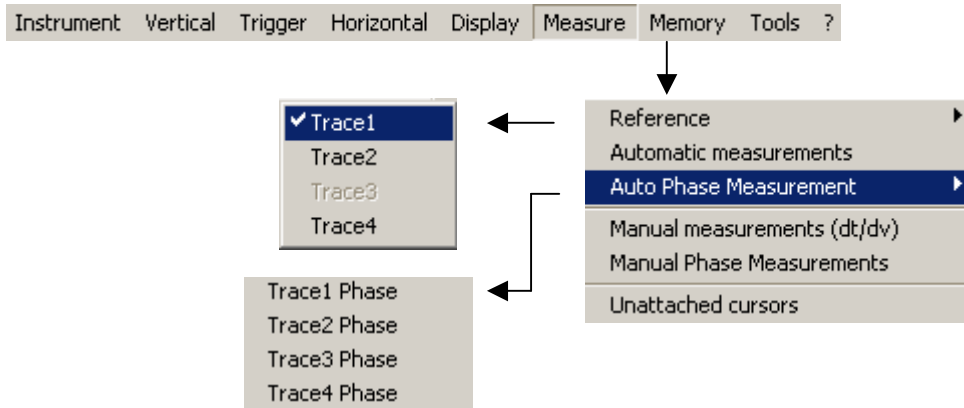 Instrument Vertical Trigger Horizontal Display Measure Memory Tools ?
Reference
Automatic measurements
Auto Phase Measurement
Manual measurements (dt/dv)
Manual Phase Measurements
Unattached cursors
Trace1
Trace2
Trace3
Trace4
Trace1 Phase
Trace2 Phase
Trace3 Phase
Trace4 Phase